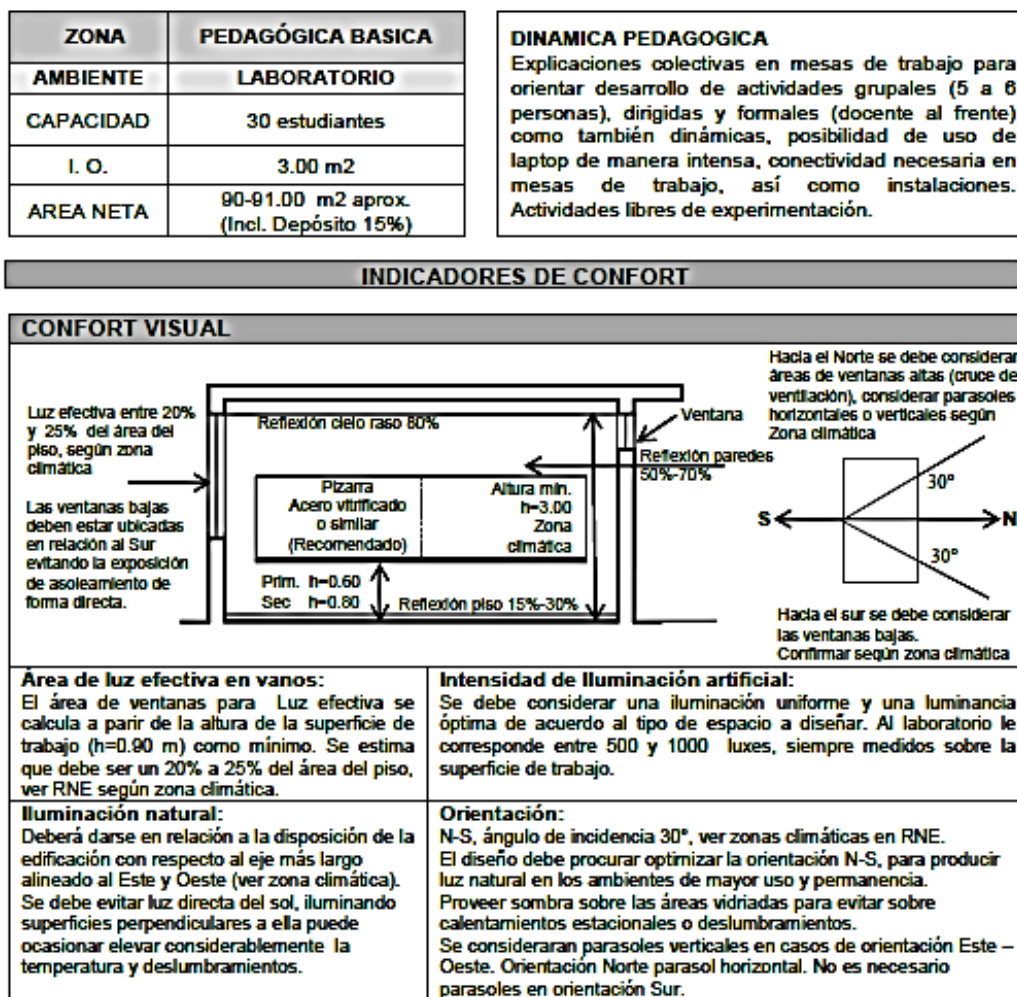 ZONA PEDAGÓGICA BASICA
AMBIENTE LABORATORIO
CAPACIDAD 30 estudiantes
I. O. 3.00 m2
AREA NETA 90-91.00 m2 aprox.
(Incl. Depósito 15%)
DINAMICA PEDAGOGICA
Explicaciones colectivas en mesas de trabajo para
orientar desarrollo de actividades grupales (5 a 6
personas), dirigidas y formales (docente al frente)
como también dinámicas, posibilidad de uso de
laptop de manera intensa, conectividad necesaria en
mesas de trabajo, así como instalaciones.
Actividades libres de experimentación.
INDICADORES DE CONFORT
CONFORT VISUAL
Luz efectiva entre 20%
y 25% del área del
piso, según zona
climática
Las ventanas bajas
deben estar ubicadas
en relación al Sur
evitando la exposición
de asoleamiento de
forma directa.
Reflexión cielo raso 80%
Pizarra
Acero vitrificado
o similar
(Recomendado)
Altura min.
h=3.00
Zona
climática
Prim. h=0.60
Sec h=0.80
Reflexión piso 15%-30%
Ventana
Reflexión paredes
50%-70%
Hacia el Norte se debe considerar
áreas de ventanas altas (cruce de
ventilación), considerar parasoles
horizontales o verticales según
Zona climática
30°
S
N
30°
Hacia el sur se debe considerar
las ventanas bajas.
Confirmar según zona climática
Área de luz efectiva en vanos:
El área de ventanas para Luz efectiva se
calcula a parir de la altura de la superficie de
trabajo (h=0.90 m) como mínimo. Se estima
que debe ser un 20% a 25% del área del piso,
ver RNE según zona climática.
Intensidad de Iluminación artificial:
Se debe considerar una iluminación uniforme y una luminancia
óptima de acuerdo al tipo de espacio a diseñar. Al laboratorio le
corresponde entre 500 y 1000 luxes, siempre medidos sobre la
superficie de trabajo.
Iluminación natural:
Deberá darse en relación a la disposición de la
edificación con respecto al eje más largo
alineado al Este y Oeste (ver zona climática).
Se debe evitar luz directa del sol, iluminando
superficies perpendiculares a ella puede
ocasionar elevar considerablemente la
temperatura y deslumbramientos.
Orientación:
N-S, ángulo de incidencia 30°, ver zonas climáticas en RNE.
El diseño debe procurar optimizar la orientación N-S, para producir
luz natural en los ambientes de mayor uso y permanencia.
Proveer sombra sobre las áreas vidriadas para evitar sobre
calentamientos estacionales o deslumbramientos.
Se consideraran parasoles verticales en casos de orientación Este –
Oeste. Orientación Norte parasol horizontal. No es necesario
parasoles en orientación Sur.